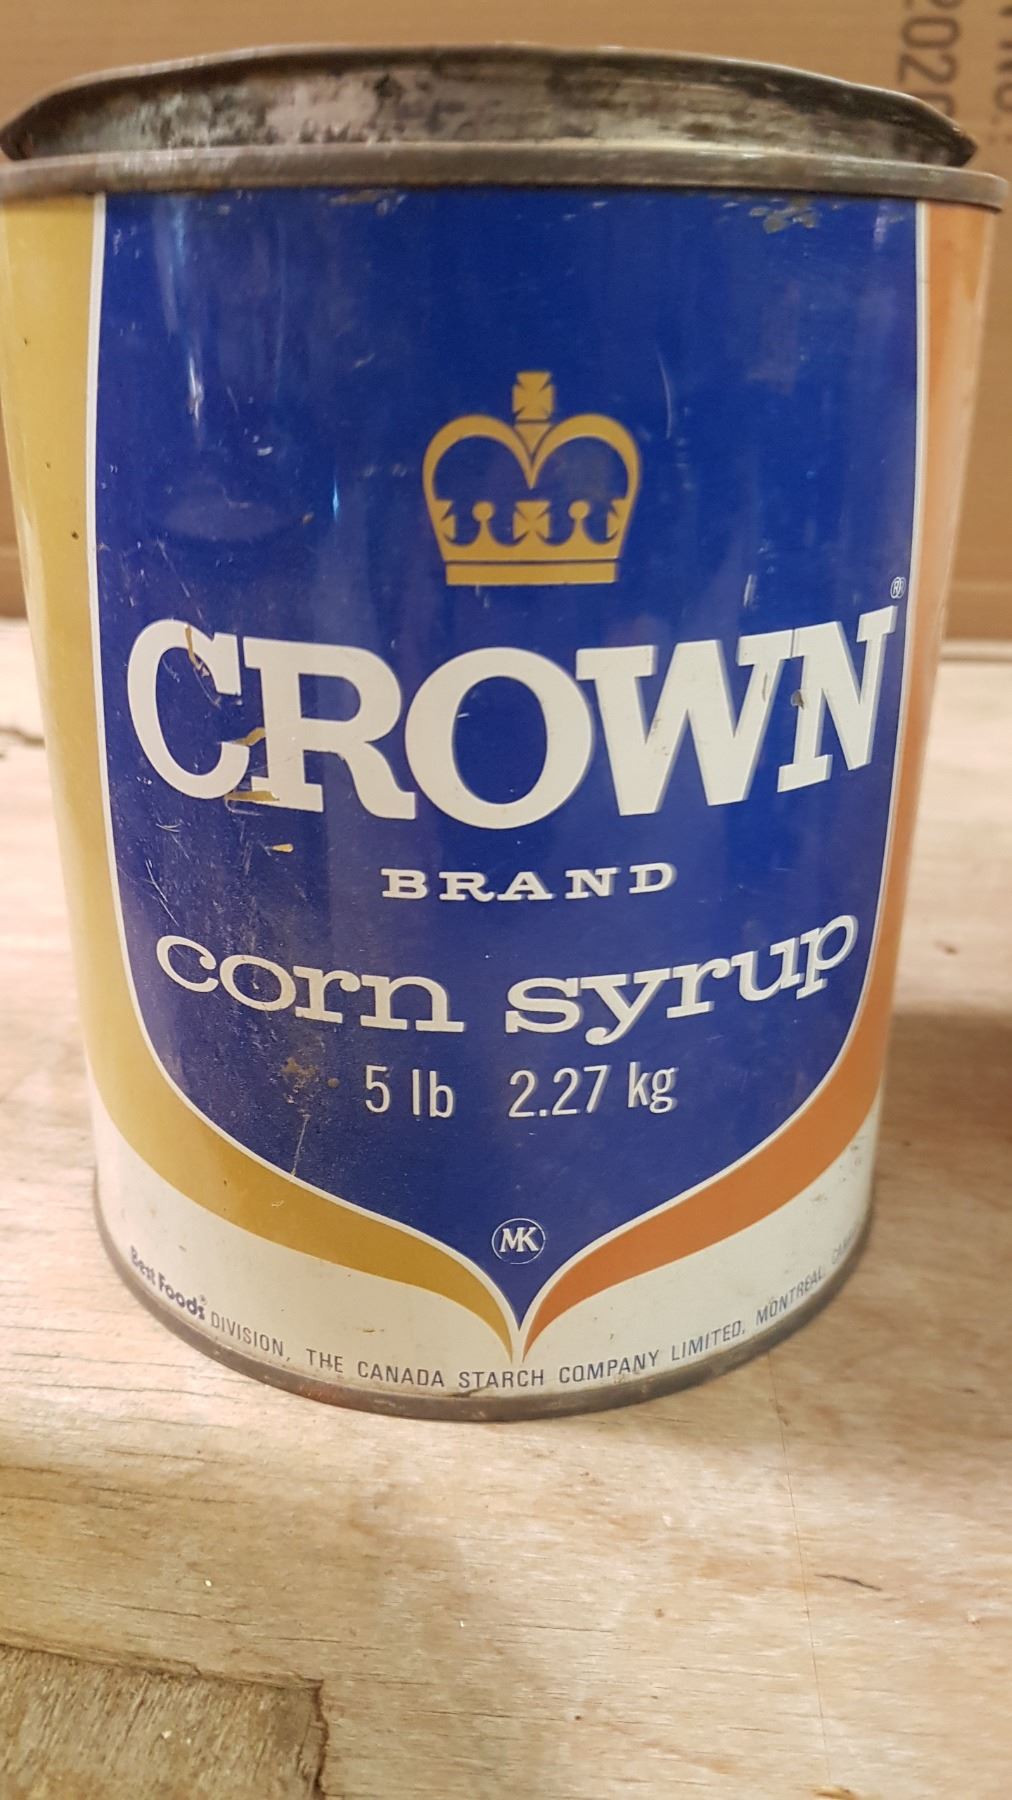 CROWN®
BRAND
corn syrup
5 lb 2.27 kg
MK
Best Foods® DIVISION, THE CANADA STARCH COMPANY LIMITED, MONTREAL,